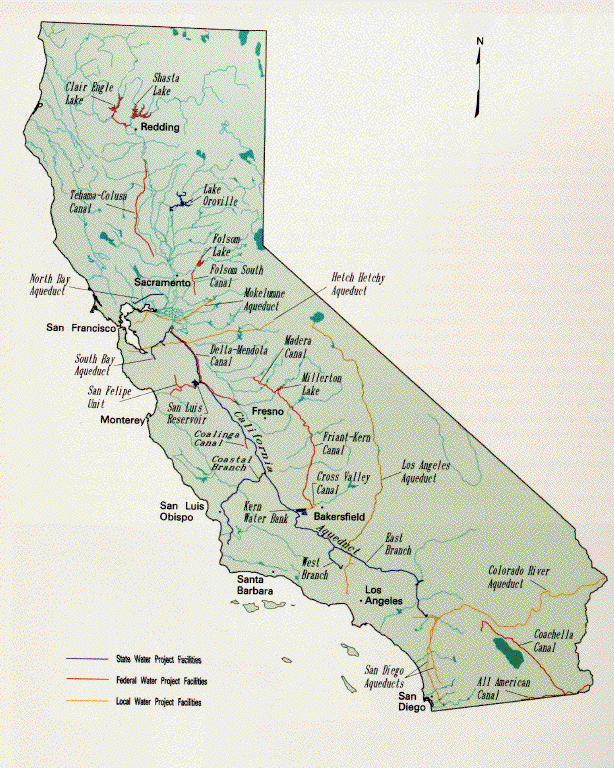 N
Clair Engle
Lake
Shasta
Lake
Redding
Tehama-Colusa
Canal
Lake
Oroville
Folsom
Lake
North Bay
Aqueduct
Sacramento
Folsom South
Canal
Hetch Hetchy
Aqueduct
Mokelumne
Aqueduct
San Francisco
South Bay
Aqueduct
Delta-Mendota
Canal
Madera
Canal
San Felipe
Unit
Millerton
Lake
San Luis
Reservoir
Fresno
Monterey
California
Coalinga
Canal
Friant-Kern
Canal
Coastal
Branch
Los Angeles
Aqueduct
Cross Valley
Canal
San Luis
Obispo
Kern
Water Bank
Bakersfield
Aqueduct
East
Branch
West
Branch
Colorado River
Aqueduct
Santa
Barbara
Los
Angeles
Coachella
Canal
State Water Project Facilities
Federal Water Project Facilities
Local Water Project Facilities
San Diego
Aqueducts
All American
Canal
San
Diego